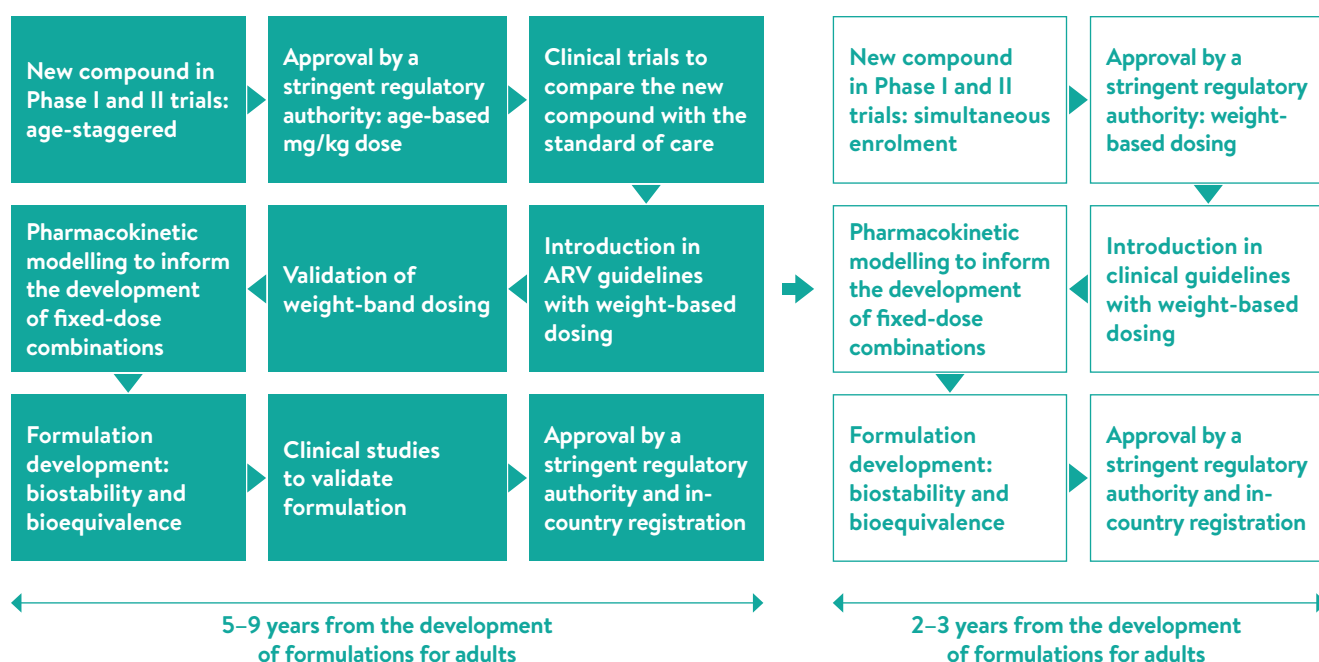 New compound in
Phase I and II trials:
age-staggered
Approval by a
stringent regulatory
authority: age-based
mg/kg dose
Clinical trials to
compare the new
compound with the
standard of care
Pharmacokinetic
modelling to inform
the development
of fixed-dose
combinations
Validation of
weight-band dosing
Introduction in
ARV guidelines
with weight-based
dosing
Formulation
development:
biostability and
bioequivalence
Clinical studies
to validate
formulation
Approval by a
stringent regulatory
authority and in-
country registration
5–9 years from the development
of formulations for adults
New compound
in Phase I and II
trials: simultaneous
enrolment
Approval by a
stringent regulatory
authority: weight-
based dosing
Pharmacokinetic
modelling to inform
the development
of fixed-dose
combinations
Introduction in
clinical guidelines
with weight-based
dosing
Formulation
development:
biostability and
bioequivalence
Approval by a
stringent regulatory
authority and in-
country registration
2–3 years from the development
of formulations for adults